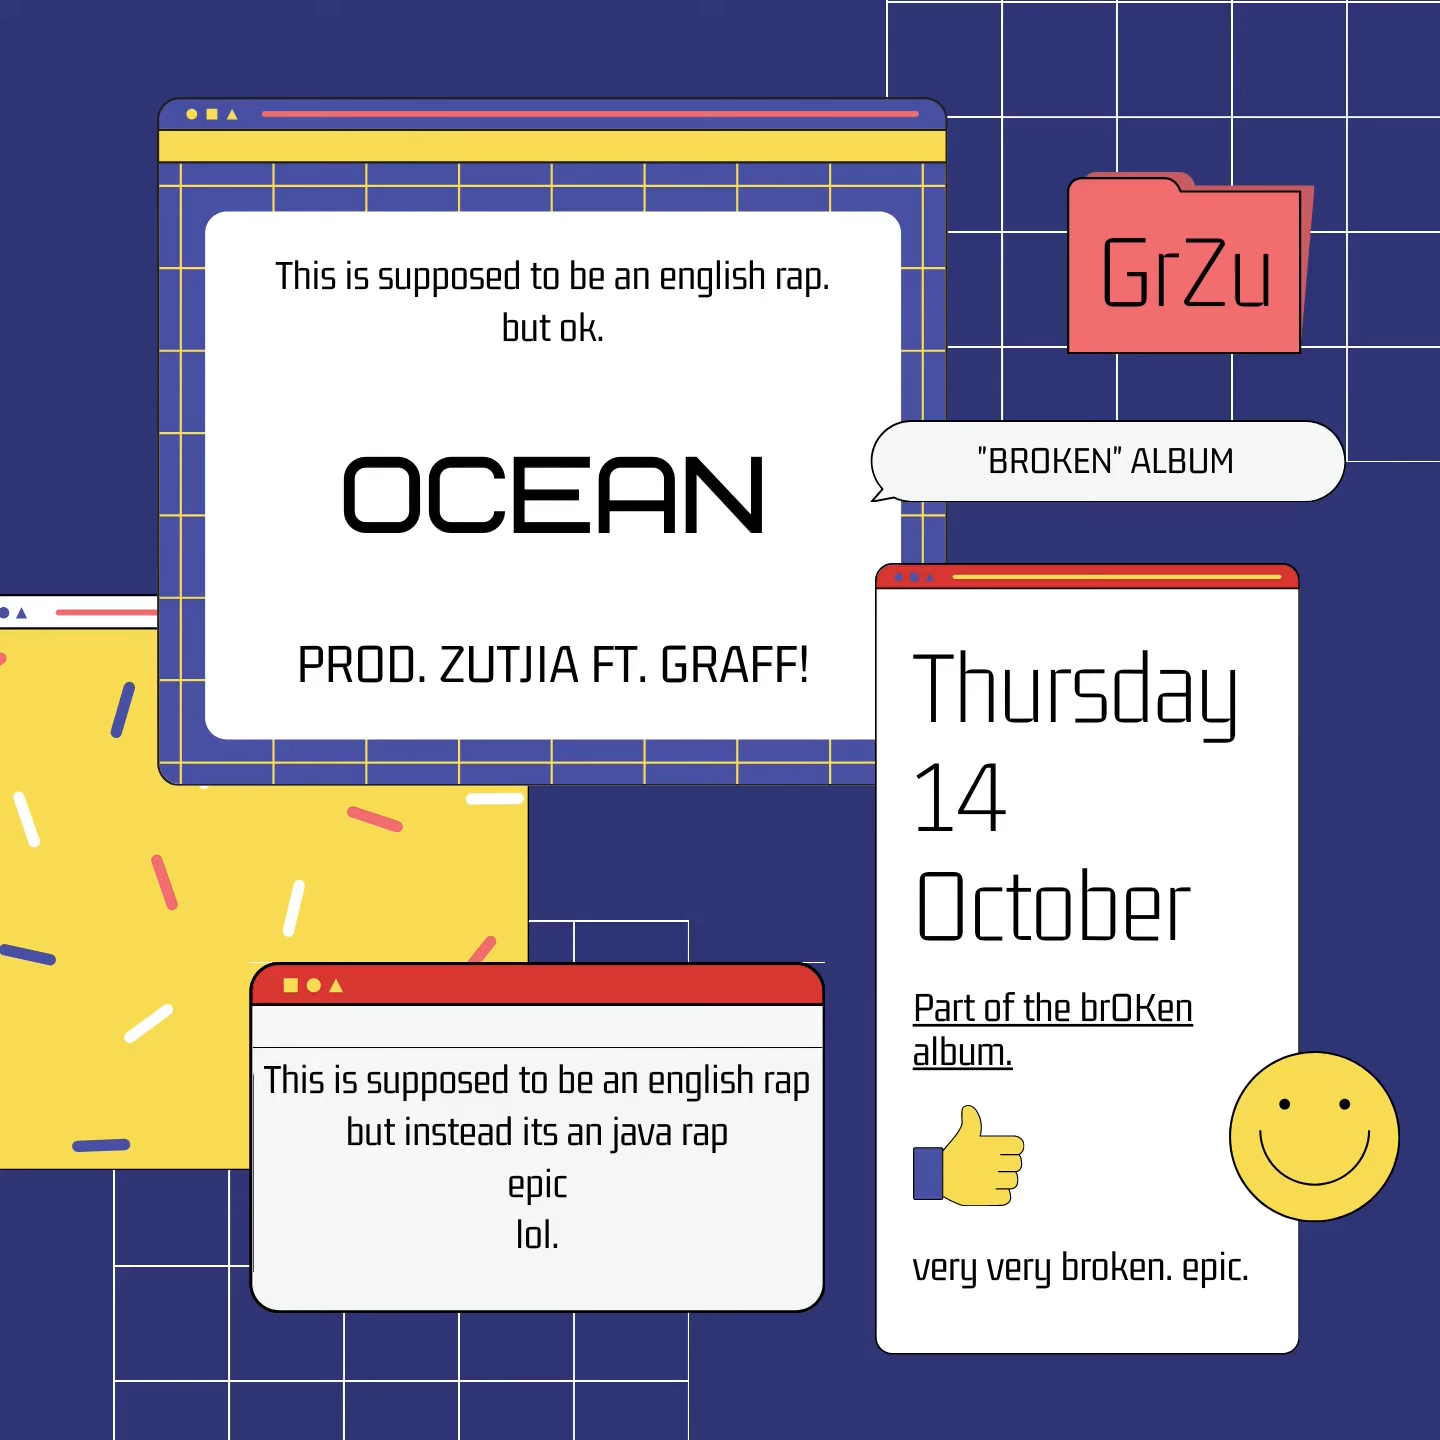 This is supposed to be an english rap.
but ok.
OCEAN
PROD. ZUTJIA FT. GRAFF!
GrZu
"BROKEN" ALBUM
Thursday
14
October
Part of the brOKen
album.
very very broken. epic.
This is supposed to be an english rap
but instead its an java rap
epic
lol.